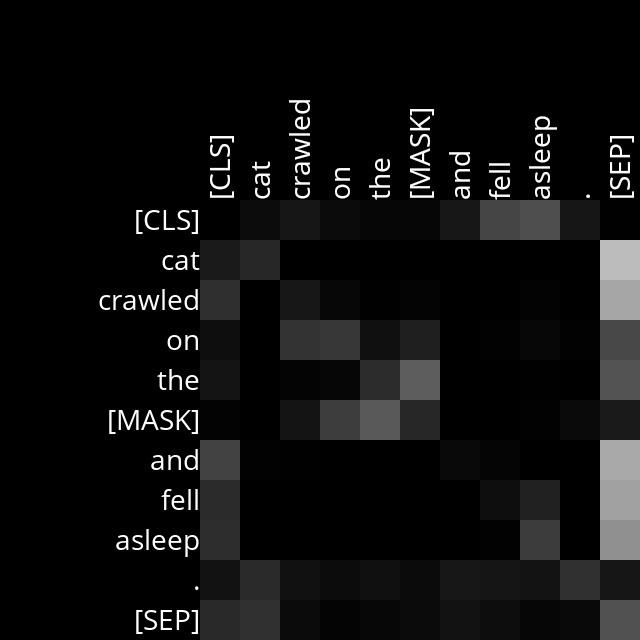 [CLS] cat crawled on the [MASK] and fell asleep . [SEP]
[CLS]
cat
crawled
on
the
[MASK]
and
fell
asleep
.
[SEP]